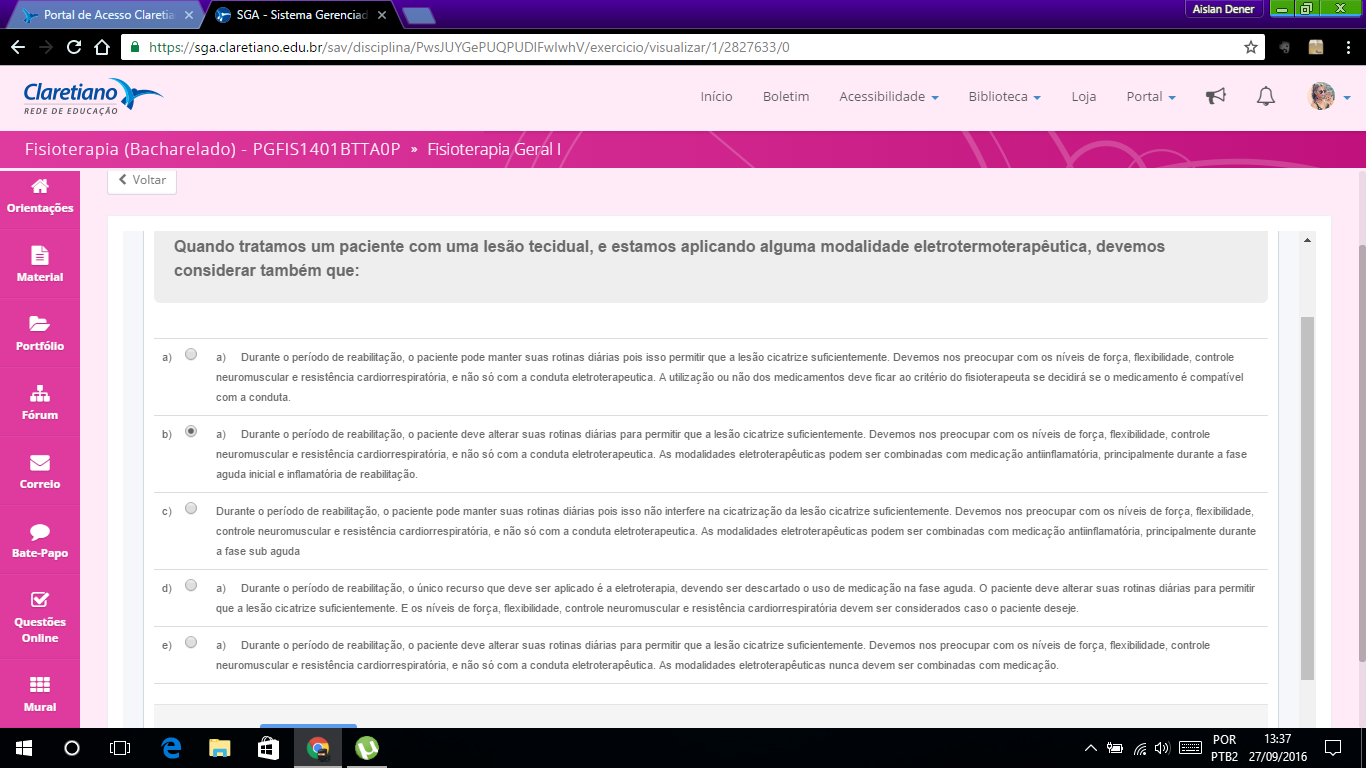 Portal de Acesso Claretia
SGA - Sistema Gerenciad
Aislan Dener
https://sga.claretiano.edu.br/sav/disciplina/PwsJUYGePUQPUDIFwIwhV/exercicio/visualizar/1/2827633/0
Claretiano
REDE DE EDUCAÇÃO
Início
Boletim
Acessibilidade
Biblioteca
Loja
Portal
Fisioterapia (Bacharelado) - PGFIS1401BTTA0P » Fisioterapia Geral I
Orientações
Material
Portfólio
Fórum
Correio
Bate-Papo
Questões
Online
Mural
Voltar
Quando tratamos um paciente com uma lesão tecidual, e estamos aplicando alguma modalidade eletrotermoterapêutica, devemos
considerar também que:
a) a) Durante o período de reabilitação, o paciente pode manter suas rotinas diárias pois isso permitir que a lesão cicatrize suficientemente. Devemos nos preocupar com os níveis de força, flexibilidade, controle
neuromuscular e resistência cardiorrespiratória, e não só com a conduta eletroterapeutica. A utilização ou não dos medicamentos deve ficar ao critério do fisioterapeuta se decidirá se o medicamento é compatível
com a conduta.
b) a) Durante o período de reabilitação, o paciente deve alterar suas rotinas diárias para permitir que a lesão cicatrize suficientemente. Devemos nos preocupar com os níveis de força, flexibilidade, controle
neuromuscular e resistência cardiorrespiratória, e não só com a conduta eletroterapeutica. As modalidades eletroterapêuticas podem ser combinadas com medicação antiinflamatória, principalmente durante a fase
aguda inicial e inflamatória de reabilitação.
c) Durante o período de reabilitação, o paciente pode manter suas rotinas diárias pois isso não interfere na cicatrização da lesão cicatrize suficientemente. Devemos nos preocupar com os níveis de força, flexibilidade,
controle neuromuscular e resistência cardiorrespiratória, e não só com a conduta eletroterapeutica. As modalidades eletroterapêuticas podem ser combinadas com medicação antiinflamatória, principalmente durante
a fase sub aguda
d) a) Durante o período de reabilitação, o único recurso que deve ser aplicado é a eletroterapia, devendo ser descartado o uso de medicação na fase aguda. O paciente deve alterar suas rotinas diárias para permitir
que a lesão cicatrize suficientemente. E os níveis de força, flexibilidade, controle neuromuscular e resistência cardiorrespiratória devem ser considerados caso o paciente deseje.
e) a) Durante o período de reabilitação, o paciente deve alterar suas rotinas diárias para permitir que a lesão cicatrize suficientemente. Devemos nos preocupar com os níveis de força, flexibilidade, controle
neuromuscular e resistência cardiorrespiratória, e não só com a conduta eletroterapêutica. As modalidades eletroterapêuticas nunca devem ser combinadas com medicação.
POR
PTB2
13:37
27/09/2016